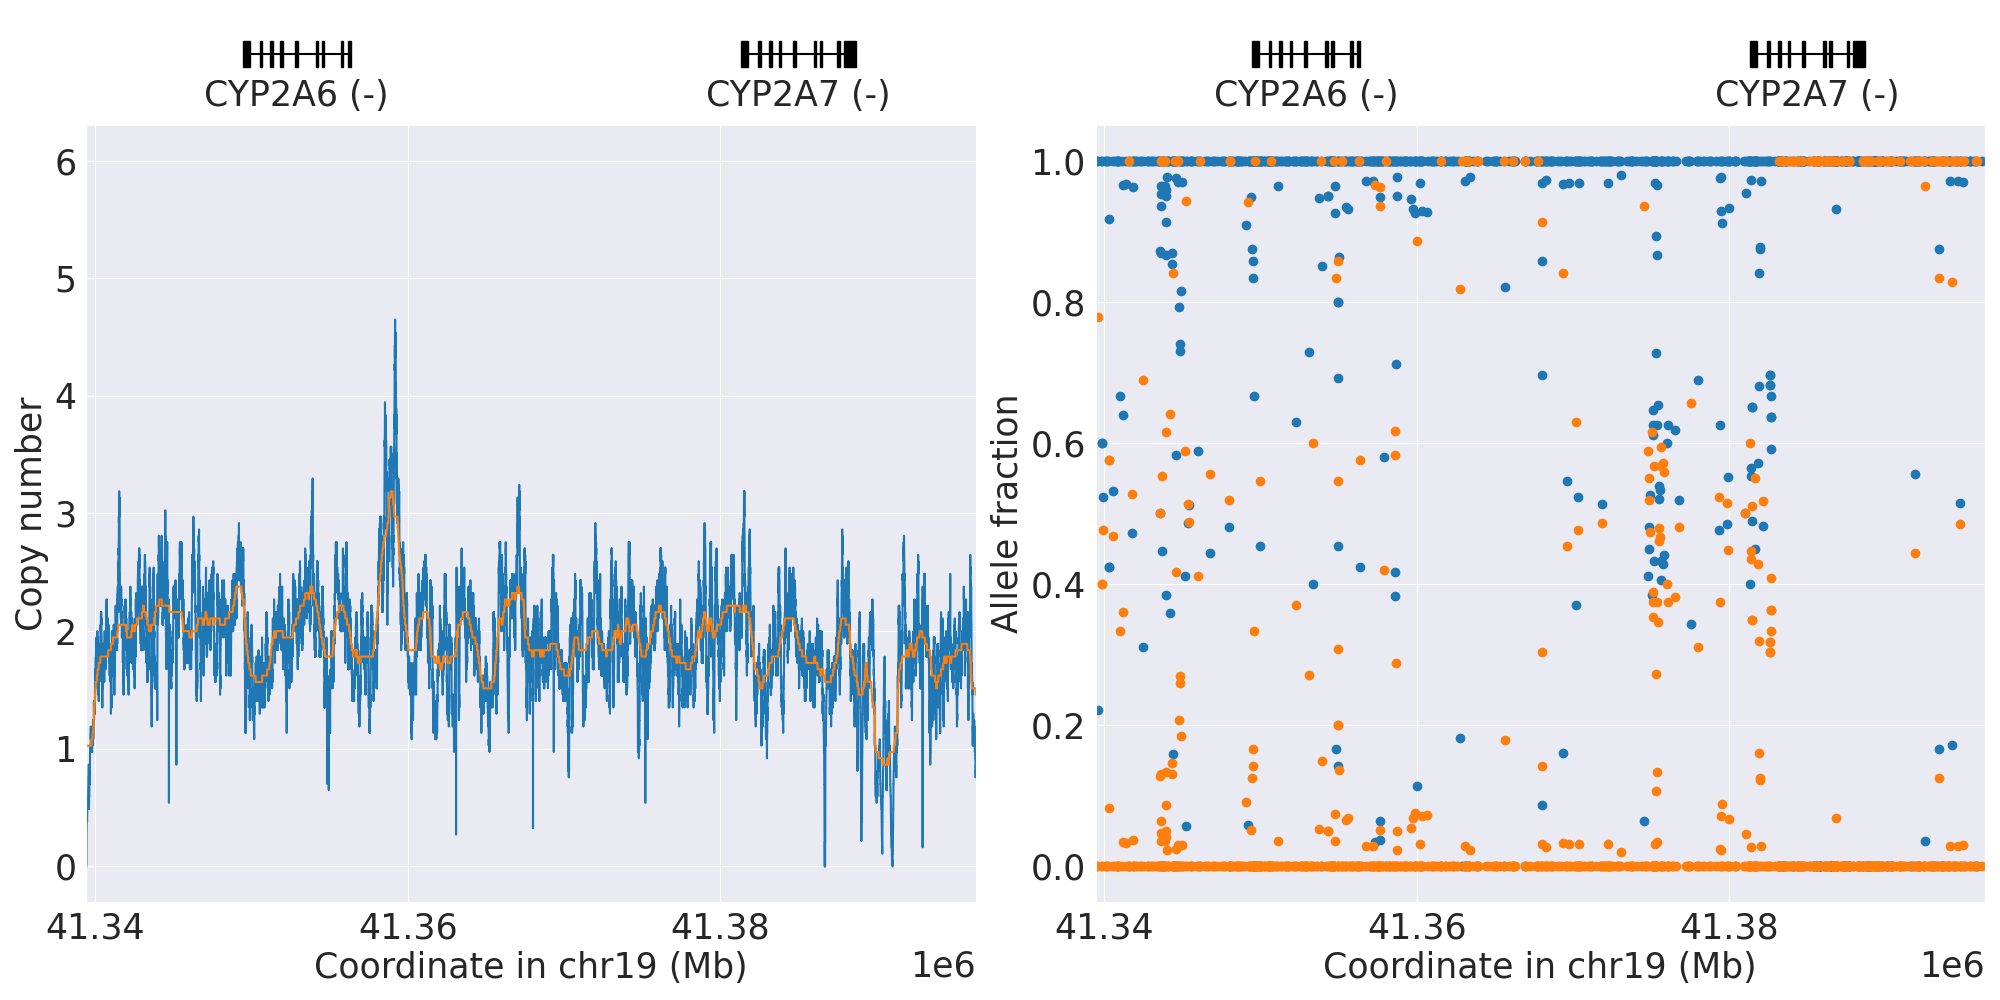 CYP2A6 (-)
CYP2A7 (-)
Copy number
6
5
4
3
2
1
0
41.34
41.36
41.38
Coordinate in chr19 (Mb)
1e6
CYP2A6 (-)
CYP2A7 (-)
Allele fraction
1.0
0.8
0.6
0.4
0.2
0.0
41.34
41.36
41.38
Coordinate in chr19 (Mb)
1e6